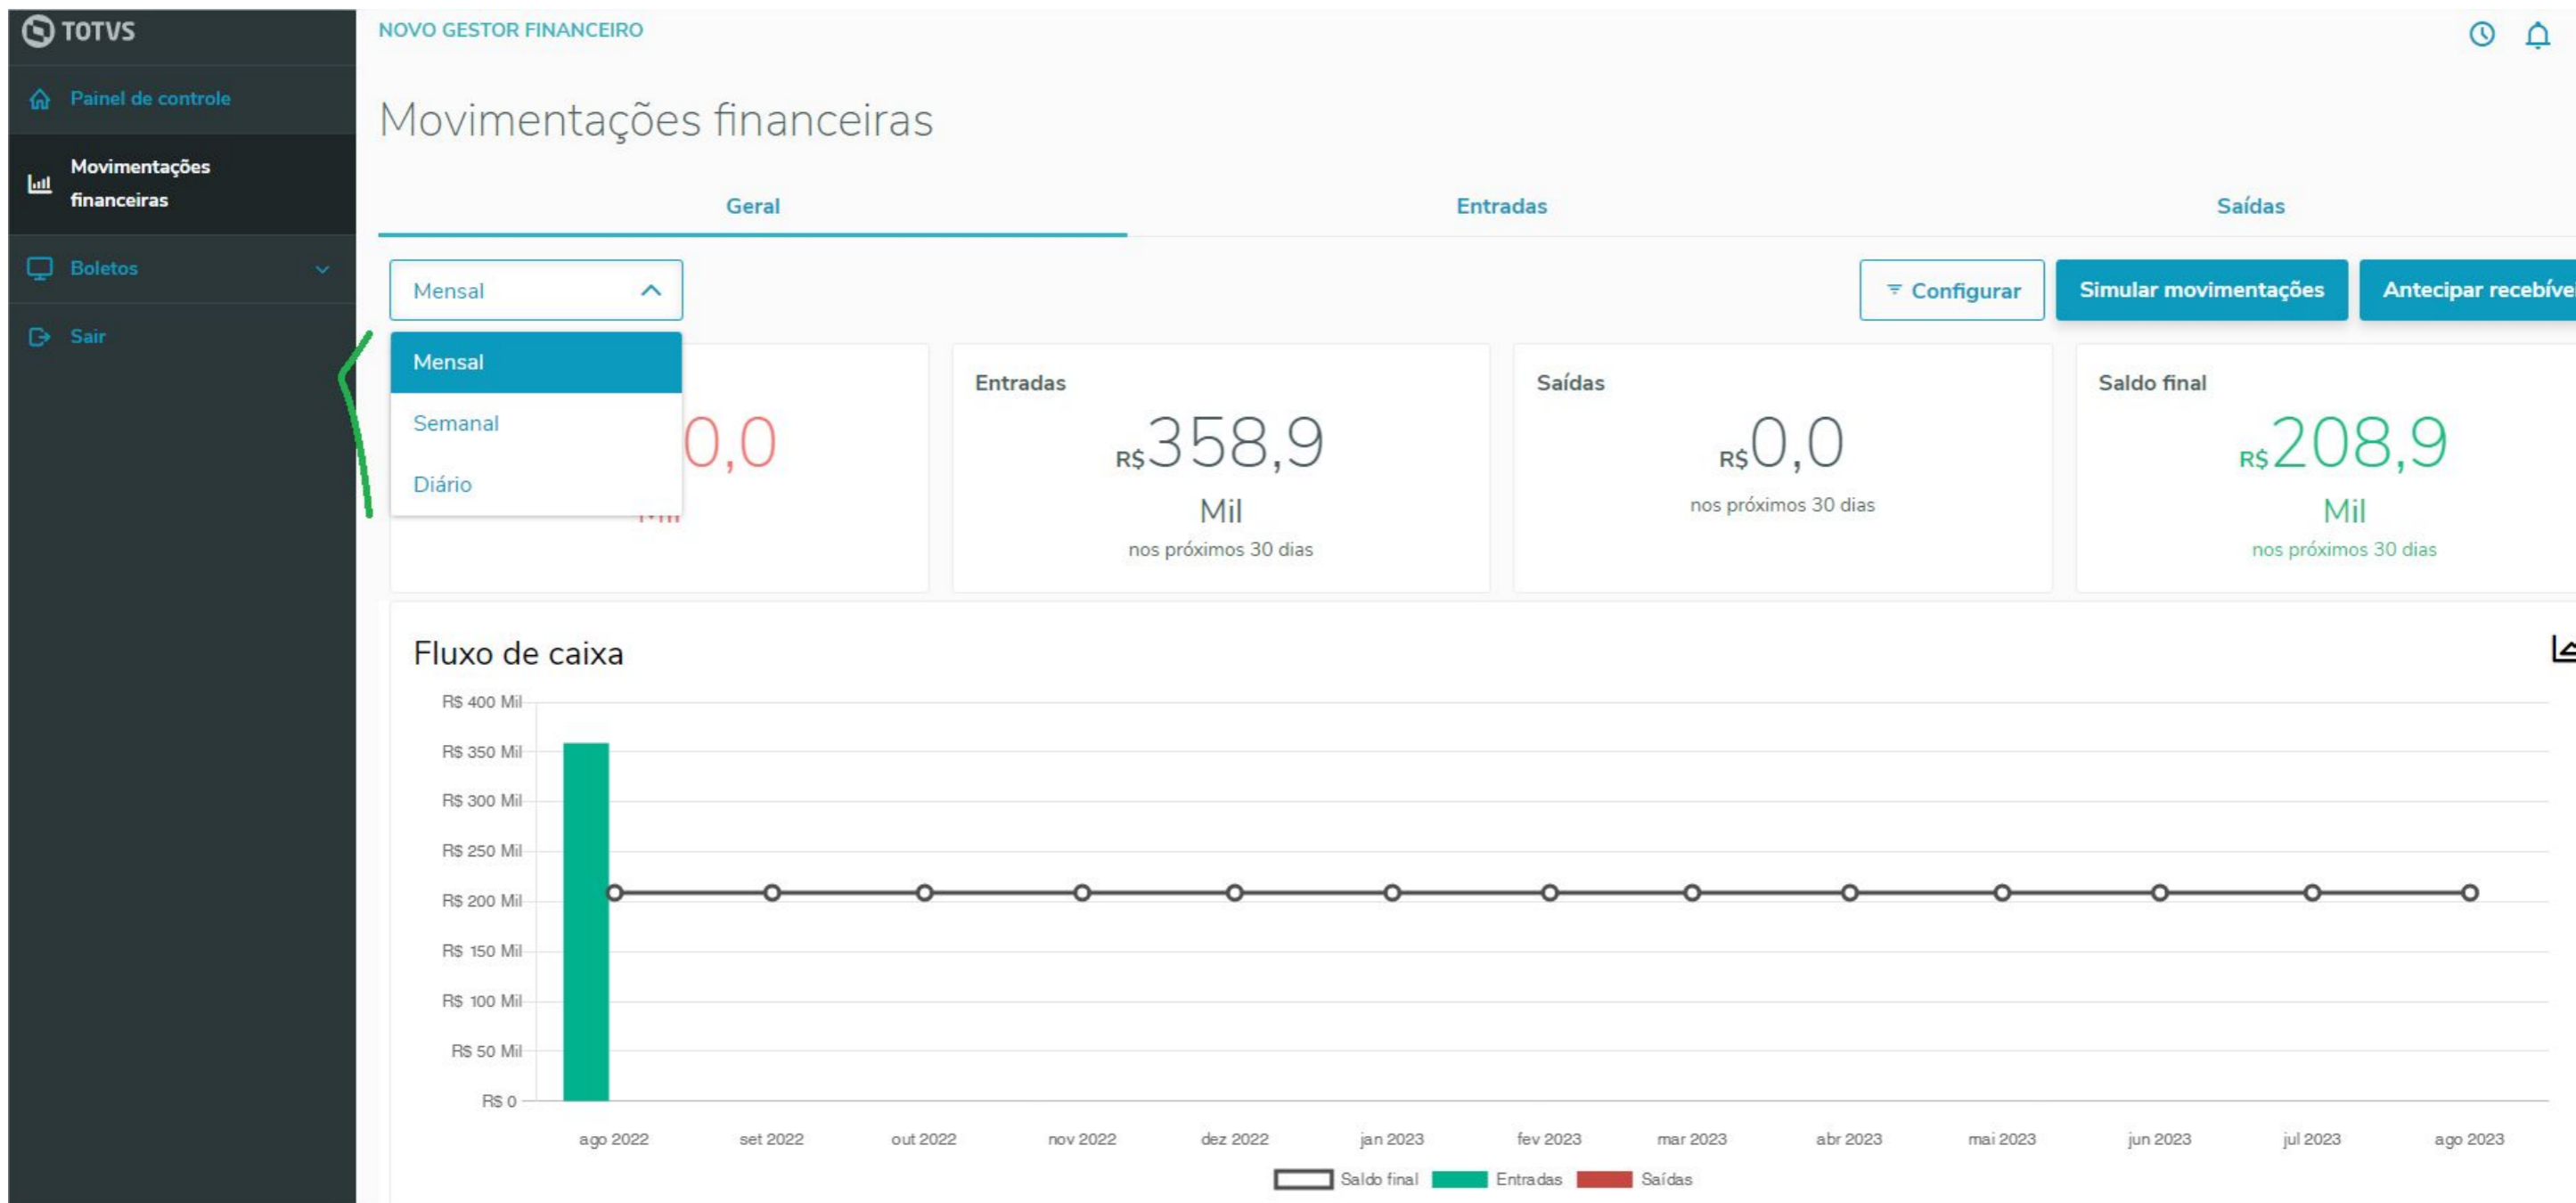 TOTVS
NOVO GESTOR FINANCEIRO
Painel de controle
Movimentações
financeiras
Boletos
Sair
Movimentações financeiras
Geral
Entradas
Saídas
Mensal
Configurar
Simular movimentações
Antecipar
Mensal
Semanal
Diário
0,0
Entradas
R$358,9
Mil
nos próximos 30 dias
Saídas
R$0,0
nos próximos 30 dias
Saldo final
R$208,9
Mil
nos próximos 30 dias
Fluxo de caixa
R$ 400 Mil
R$ 350 Mil
R$ 300 Mil
R$ 250 Mil
R$ 200 Mil
R$ 150 Mil
R$ 100 Mil
R$ 50 Mil
R$ 0
ago 2022
set 2022
out 2022
nov 2022
dez 2022
jan 2023
fev 2023
mar 2023
abr 2023
mai 2023
jun 2023
jul 2023
ago 2023
Saldo final
Entradas
Saídas